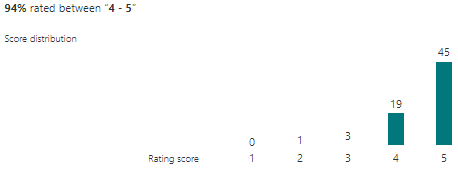 94% rated between "4 - 5"
Score distribution
45
19
3
1
0
Rating score 1 2 3 4 5